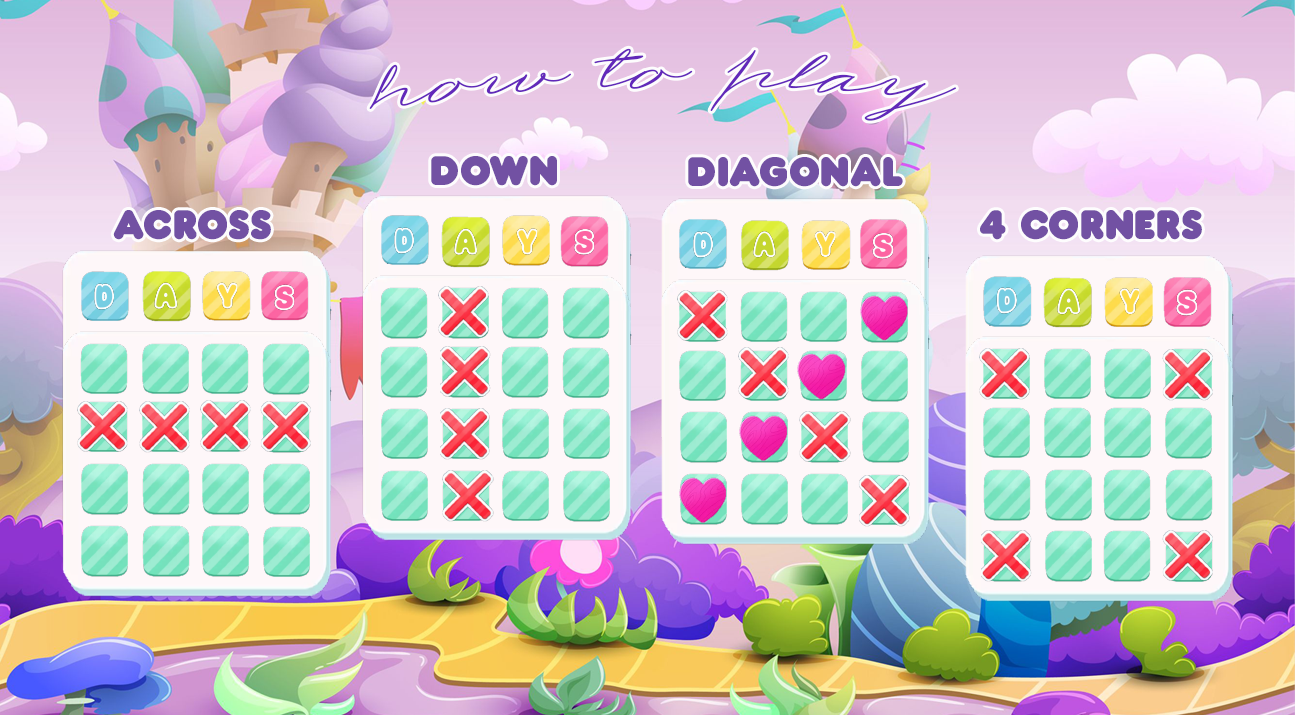 how to play
ACROSS
D A Y S
DOWN
D A Y S
DIAGONAL
D A Y S
4 CORNERS
D A Y S